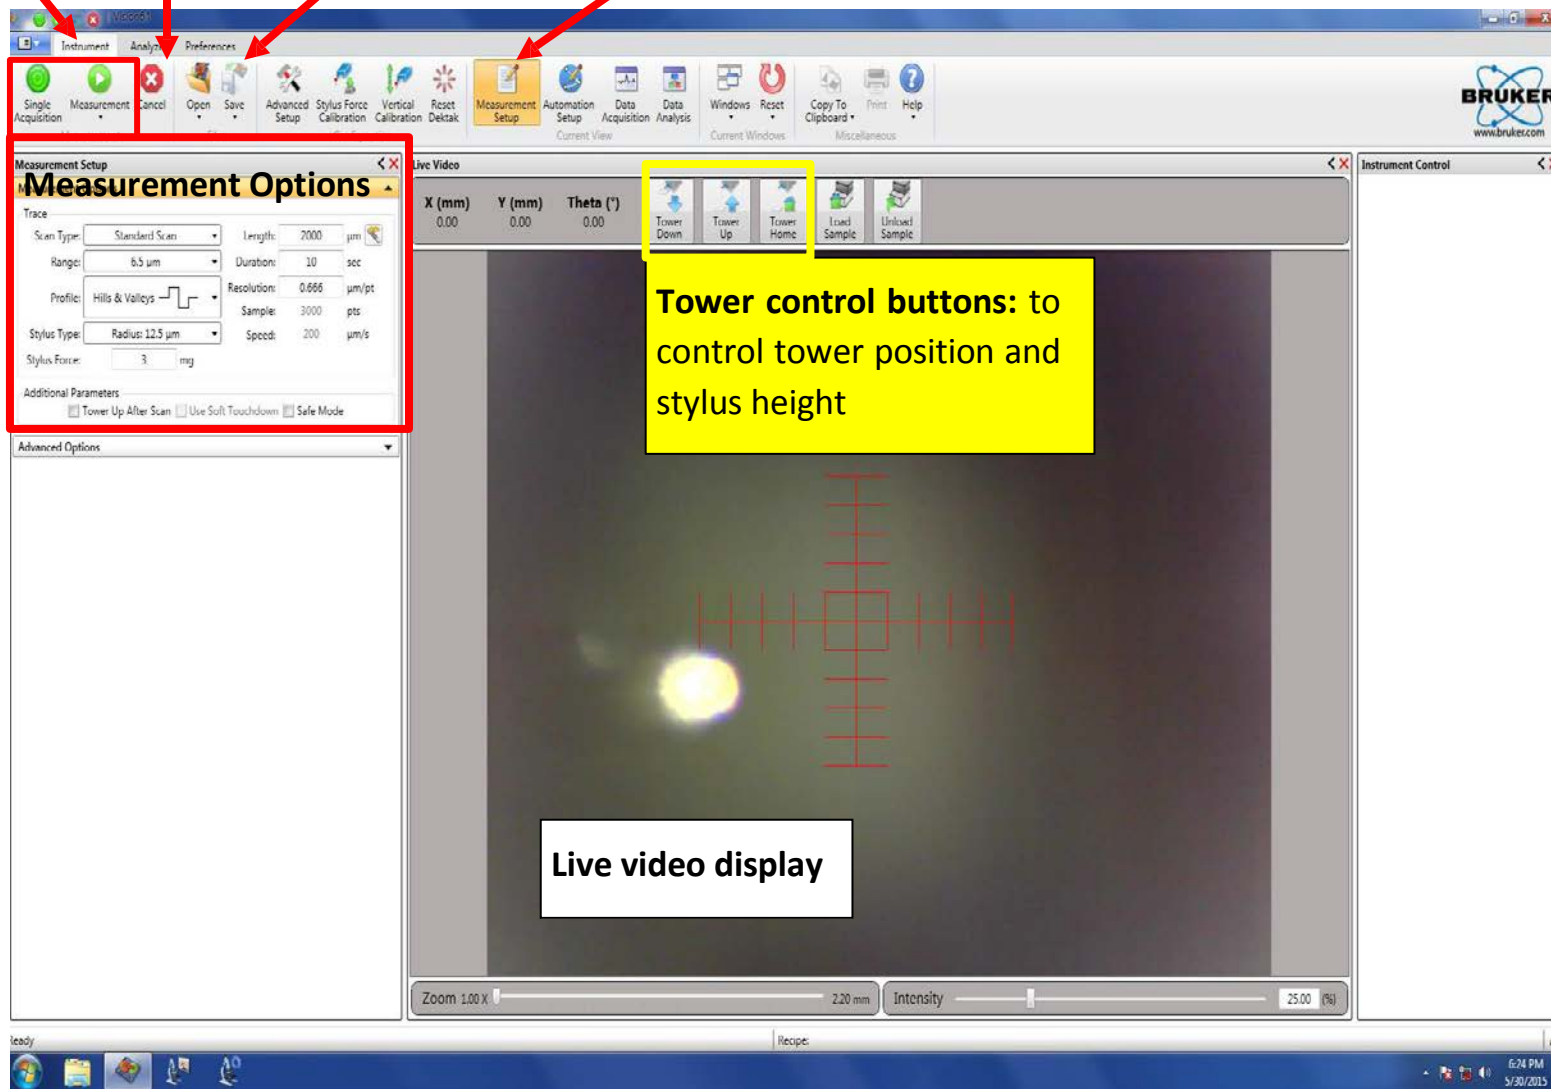 Vision64
Instrument Analyze Preferences
Single Acquisition
Measurement
Cancel
Open
Save
Advanced Setup
Stylus Force Calibration
Vertical Calibration
Reset Dektak
Measurement Setup
Automation Setup
Data Acquisition
Data Analysis
Windows
Reset
Copy To Clipboard
Print
Help
Current View
Current Windows
Miscellaneous
BRUKER
www.bruker.com
Measurement Setup
Measurement Options
Trace
Scan Type: Standard Scan Length: 2000 µm
Range: 6.5 µm Duration: 10 sec
Profile: Hills & Valleys Resolution: 0.666 µm/pt
Sample: 3000 pts
Stylus Type: Radius: 12.5 µm Speed: 200 µm/s
Stylus Force: 3 mg
Additional Parameters
Tower Up After Scan Use Soft Touchdown Safe Mode
Advanced Options
Live Video
X (mm) Y (mm) Theta (°)
0.00 0.00 0.00
Tower Down
Tower Up
Tower Home
Load Sample
Unload Sample
Tower control buttons: to
control tower position and
stylus height
Live video display
Zoom 1.00 X 2.20 mm Intensity 25.00 (%)
Instrument Control
Ready Recipe:
6:24 PM
5/30/2015